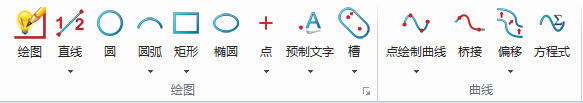 绘图 直线 圆 圆弧 矩形 椭圆 点 预制文字 槽 点绘制曲线 桥接 偏移 方程式
绘图 曲线